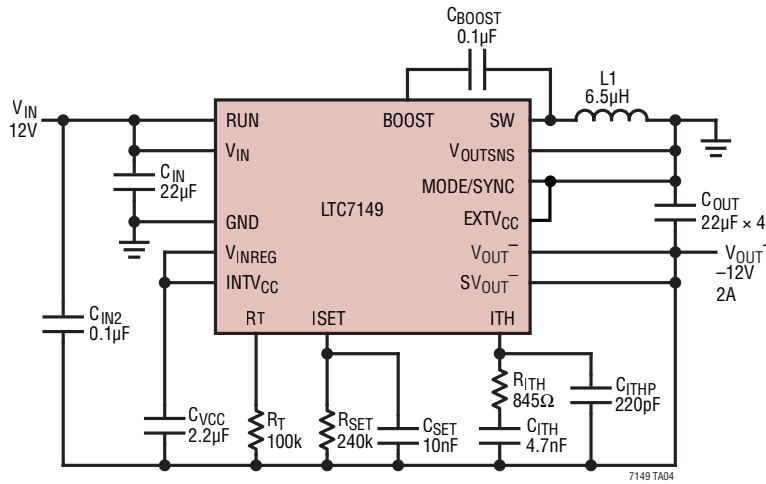 CBOOST
0.1µF
L1
6.5µH
VIN
12V
RUN
BOOST
SW
VIN
VOUTSNS
CIN
22µF
MODE/SYNC
LTC7149
COUT
22µF × 4
EXTVCC
GND
VINREG
VOUT–
VOUT–
–12V
2A
INTVCC
SVOUT–
CIN2
0.1µF
RT
ISET
ITH
RITH
845Ω
CITHP
220pF
CVCC
2.2µF
RT
100k
RSET
240k
CSET
10nF
CITH
4.7nF
7149 TA04